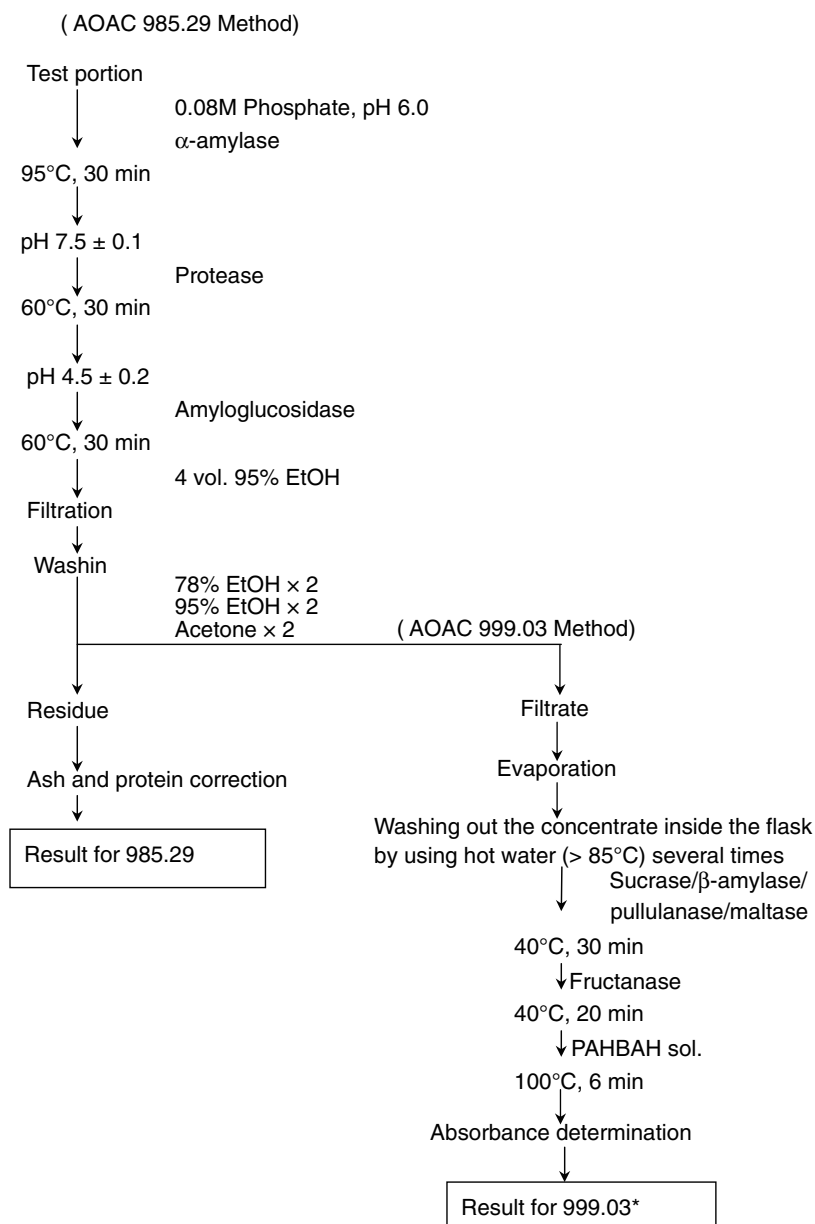 ( AOAC 985.29 Method)
Test portion
0.08M Phosphate, pH 6.0
α-amylase
95°C, 30 min
pH 7.5 ± 0.1
Protease
60°C, 30 min
pH 4.5 ± 0.2
Amyloglucosidase
60°C, 30 min
4 vol. 95% EtOH
Filtration
Washin
78% EtOH × 2
95% EtOH × 2
Acetone × 2
( AOAC 999.03 Method)
Residue
Ash and protein correction
Result for 985.29
Filtrate
Evaporation
Washing out the concentrate inside the flask
by using hot water (> 85°C) several times
Sucrase/β-amylase/
pullulanase/maltase
40°C, 30 min
Fructanase
40°C, 20 min
PAHBAH sol.
100°C, 6 min
Absorbance determination
Result for 999.03*